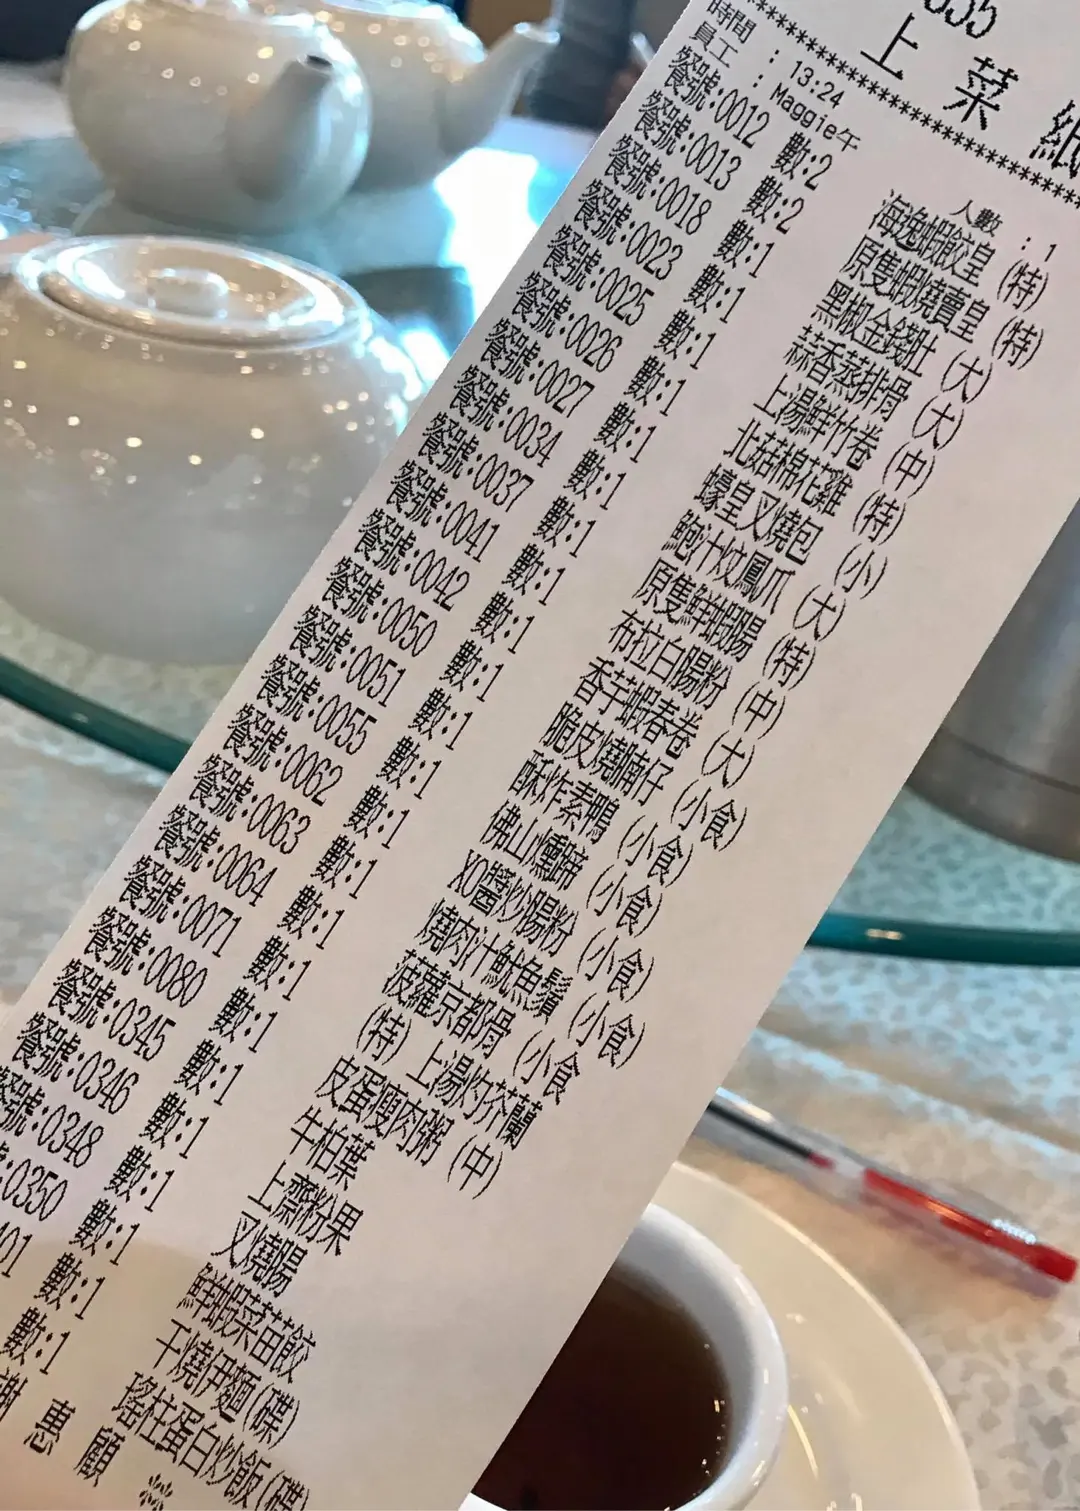 上菜紙
********************
時間 : 13:24
員工 : Maggie午 人數 : 1
餐號:0012 數:2 海逸蝦餃皇 (特)
餐號:0013 數:2 原隻蝦燒賣皇 (特)
餐號:0018 數:1 黑椒金錢肚 (大)
餐號:0023 數:1 蒜香蒸排骨 (大)
餐號:0025 數:1 上湯鮮竹卷 (中)
餐號:0026 數:1 北菇棉花雞 (特)
餐號:0027 數:1 蠔皇叉燒包 (小)
餐號:0034 數:1 鮑汁炆鳳爪 (大)
餐號:0037 數:1 原隻鮮蝦腸 (特)
餐號:0041 數:1 布拉白腸粉 (中)
餐號:0042 數:1 香芋蝦春卷 (大)
餐號:0050 數:1 脆皮燒腩仔 (小食)
餐號:0051 數:1 酥炸素鴨 (小食)
餐號:0055 數:1 佛山燻蹄 (小食)
餐號:0062 數:1 XO醬炒腸粉 (小食)
餐號:0063 數:1 燒肉汁魷魚鬚 (小食)
餐號:0064 數:1 菠蘿京都骨 (小食
餐號:0071 數:1 (特) 上湯灼芥蘭
餐號:0080 數:1 皮蛋瘦肉粥 (中)
餐號:0345 數:1 牛柏葉
餐號:0346 數:1 上齋粉果
餐號:0348 數:1 叉燒腸
:0350 數:1 鮮蝦菜苗餃
401 數:1 干燒伊麵(碟)
數:1 瑤柱蛋白炒飯(碟)
謝惠顧